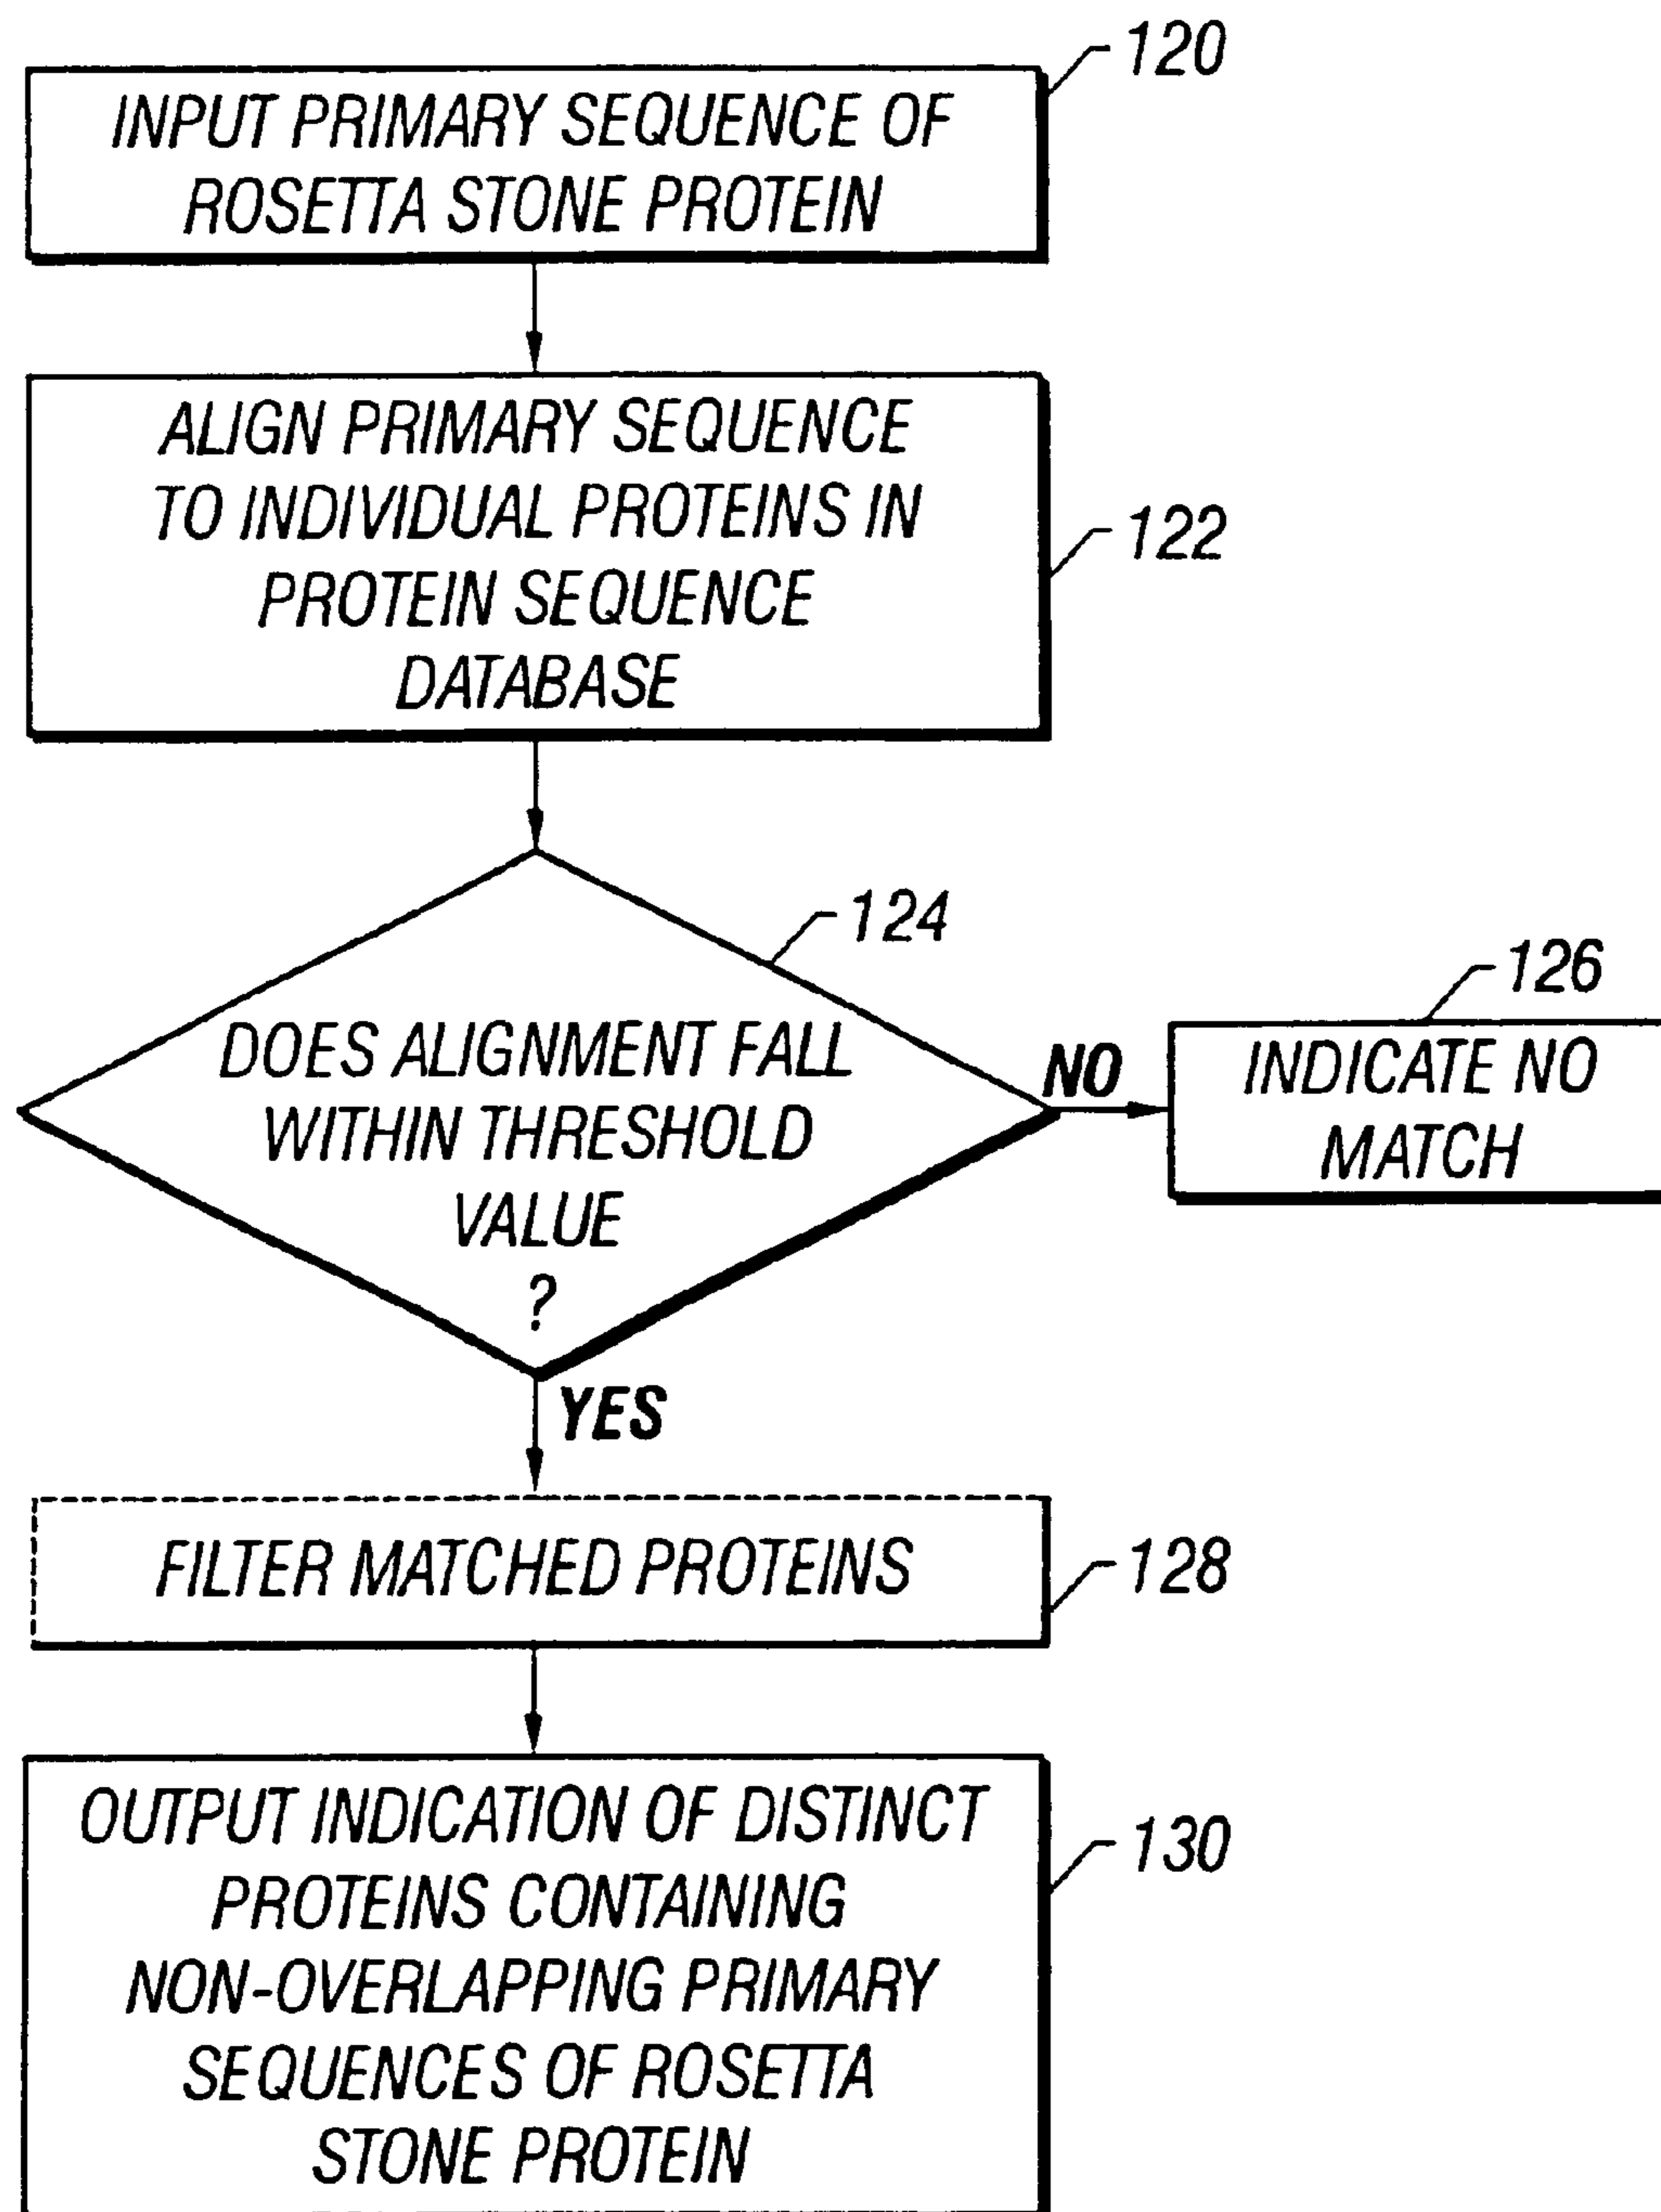 120
INPUT PRIMARY SEQUENCE OF
ROSETTA STONE PROTEIN
ALIGN PRIMARY SEQUENCE
TO INDIVIDUAL PROTEINS IN
PROTEIN SEQUENCE
DATABASE
122
124
DOES ALIGNMENT FALL
WITHIN THRESHOLD
VALUE
?
NO
126
INDICATE NO
MATCH
YES
FILTER MATCHED PROTEINS
128
OUTPUT INDICATION OF DISTINCT
PROTEINS CONTAINING
NON-OVERLAPPING PRIMARY
SEQUENCES OF ROSETTA
STONE PROTEIN
130